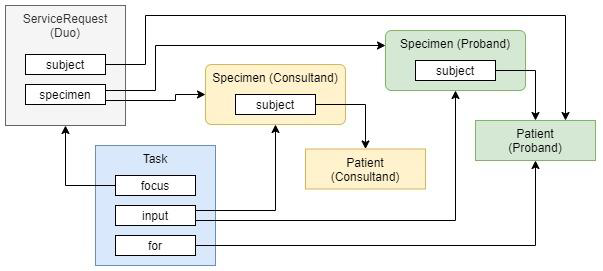 ServiceRequest
(Duo)
subject
specimen
Specimen (Consultand)
subject
Specimen (Proband)
subject
Patient
(Consultand)
Patient
(Proband)
Task
focus
input
for